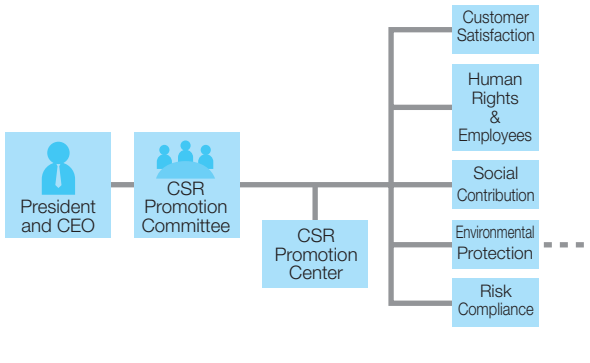 President
and CEO
CSR
Promotion
Committee
CSR
Promotion
Center
Customer
Satisfaction
Human
Rights
&
Employees
Social
Contribution
Environmental
Protection
Risk
Compliance